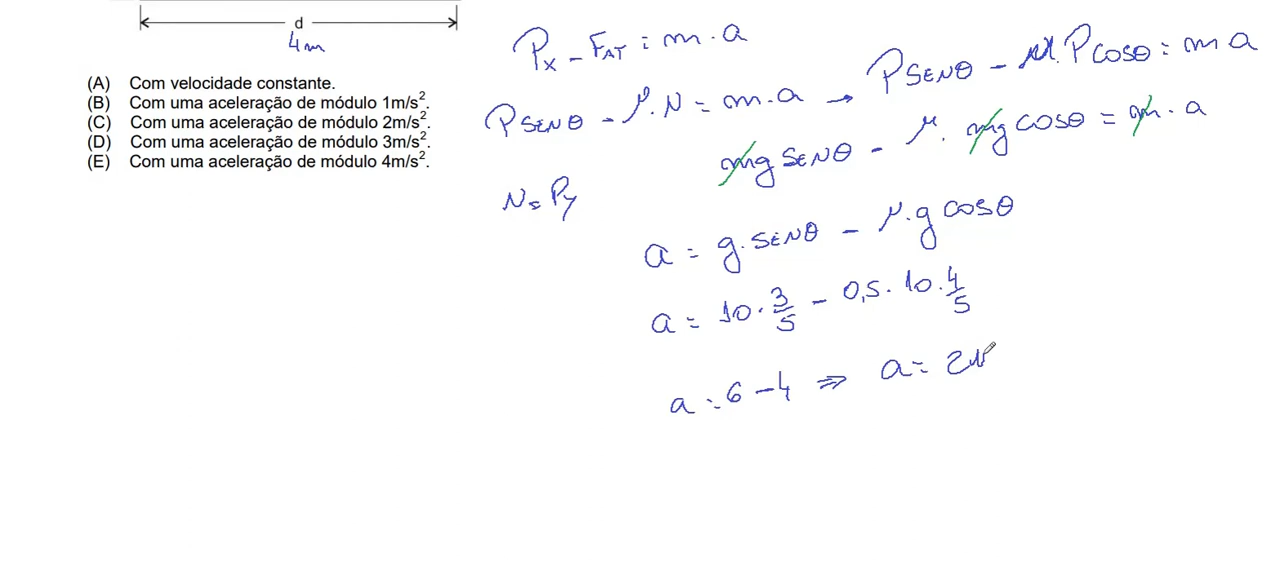 d
4m
(A) Com velocidade constante.
(B) Com uma aceleração de módulo 1m/s².
(C) Com uma aceleração de módulo 2m/s².
(D) Com uma aceleração de módulo 3m/s².
(E) Com uma aceleração de módulo 4m/s².
Px - FAT = m · a
PSENθ - μ.N = m.a → PSENθ - μ.PCOSθ = m a
mg SENθ - μ. mg COSθ = m · a
N = Py
a = g.SENθ - μ.g COSθ
a = 10 · 3/5 - 0,5 · 10 · 4/5
a = 6 - 4 ⇒ a = 2